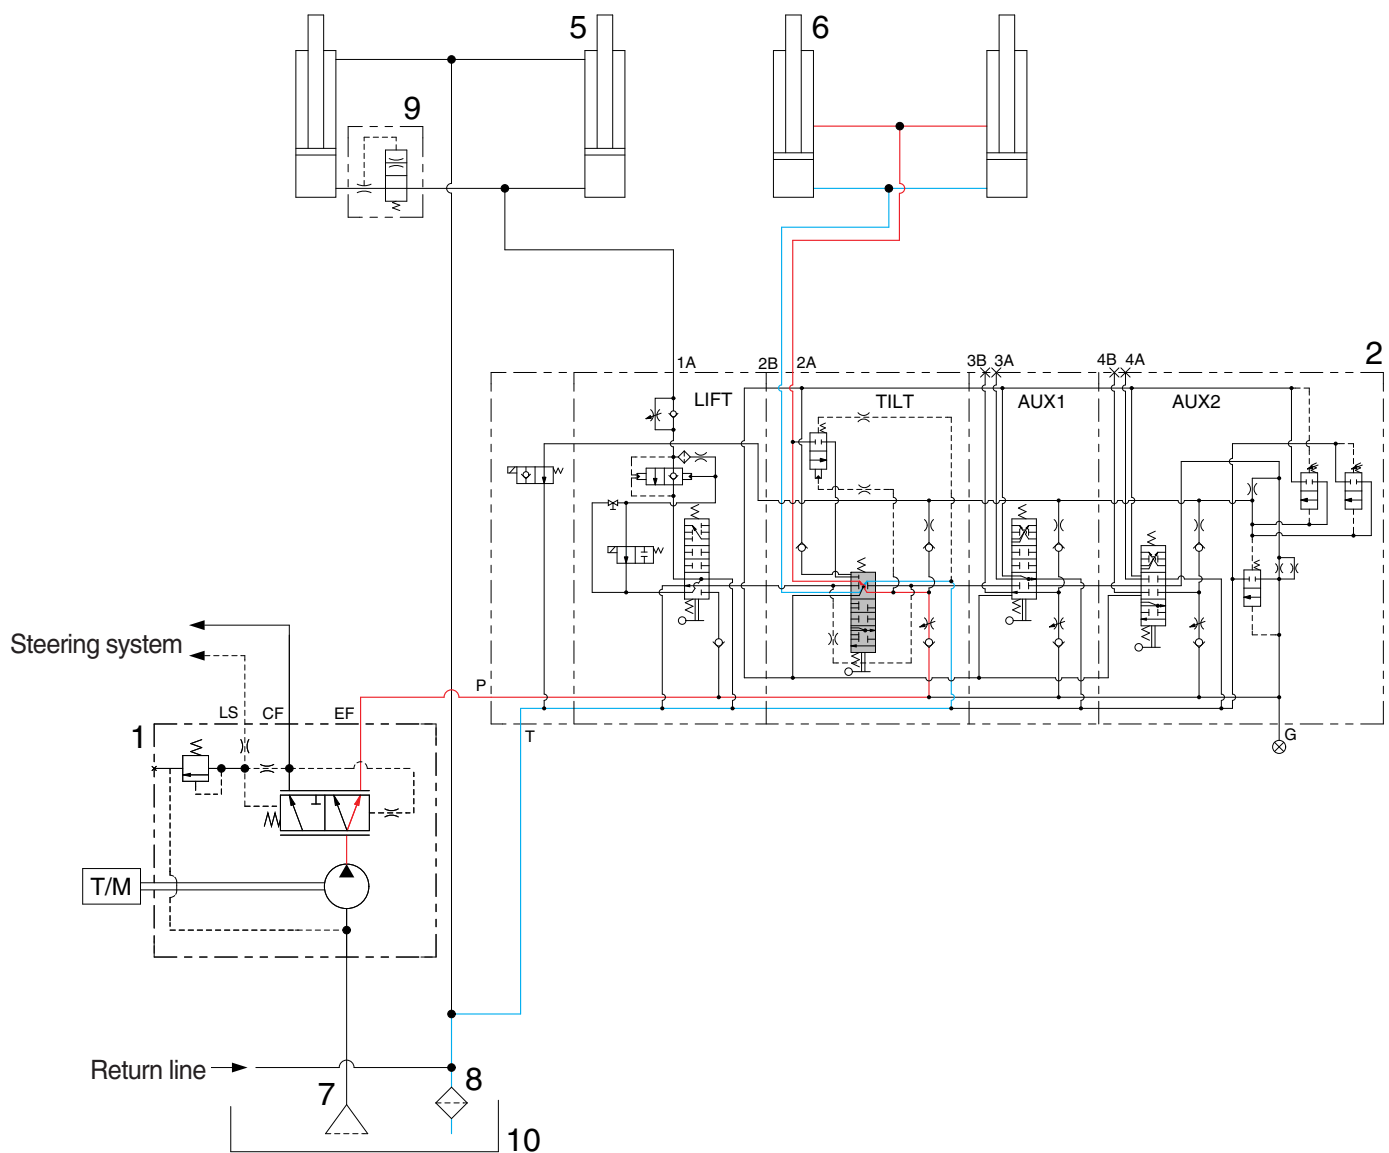 5
6
9
2
1A
2B
2A
3B
3A
4B
4A
LIFT
TILT
AUX1
AUX2
Steering system
P
LS
CF
EF
1
T
G
T/M
Return line
7
8
10